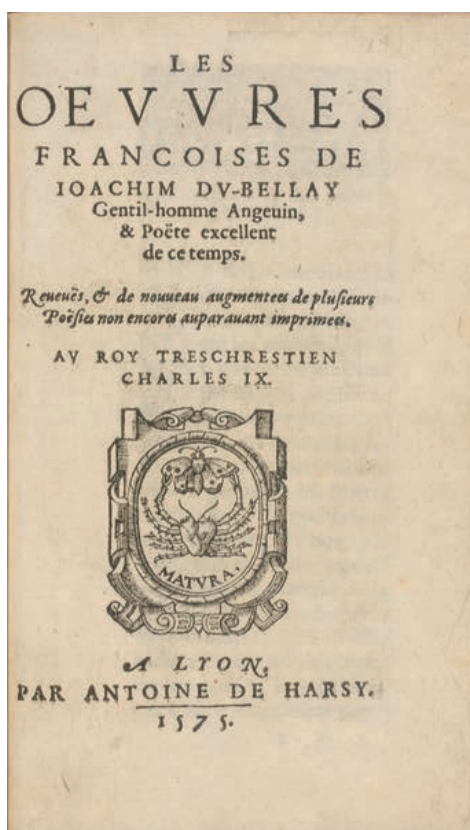 LES
OEVVRES
FRANCOISES DE
IOACHIM DV-BELLAY
Gentil-homme Angeuin,
& Poëte excellent
de ce temps.
Reueuës, & de nouueau augmentees de plusieurs
Poësies non encores auparauant imprimees.
AV ROY TRESCHRESTIEN
CHARLES IX.
MATVRA.
A LYON,
PAR ANTOINE DE HARSY.
1575.